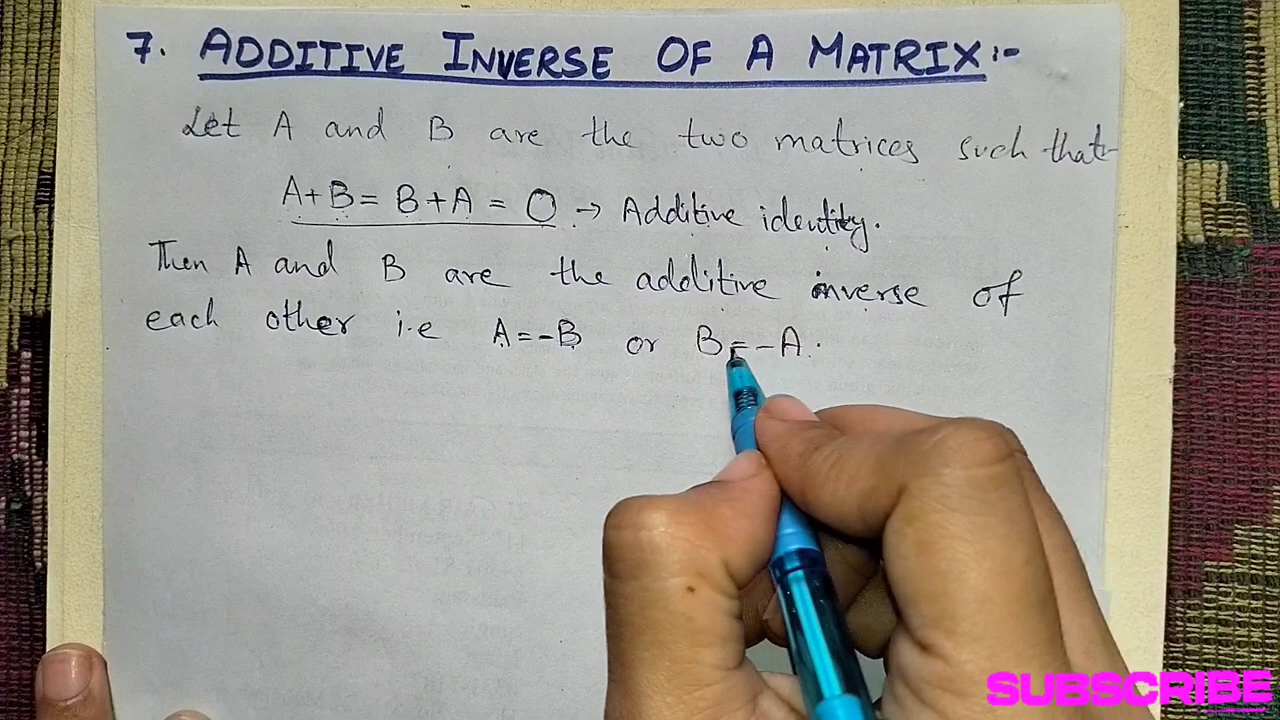 7. ADDITIVE INVERSE OF A MATRIX:-
Let A and B are the two matrices such that
A+B = B+A = O → Additive identity.
Then A and B are the additive inverse of
each other i.e A=-B or B=-A.
SUBSCRIBE